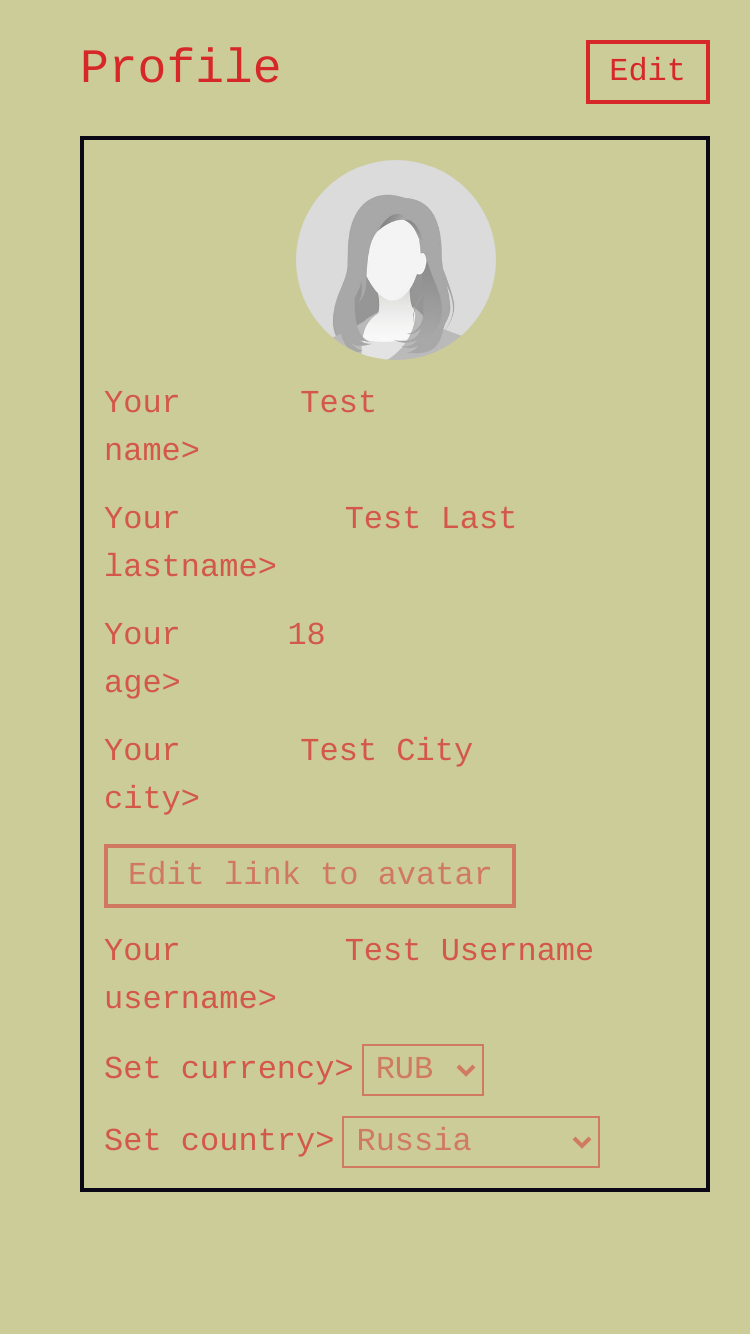 Profile Edit
Your Test
name>
Your Test Last
lastname>
Your 18
age>
Your Test City
city>
Edit link to avatar
Your Test Username
username>
Set currency> RUB
Set country> Russia